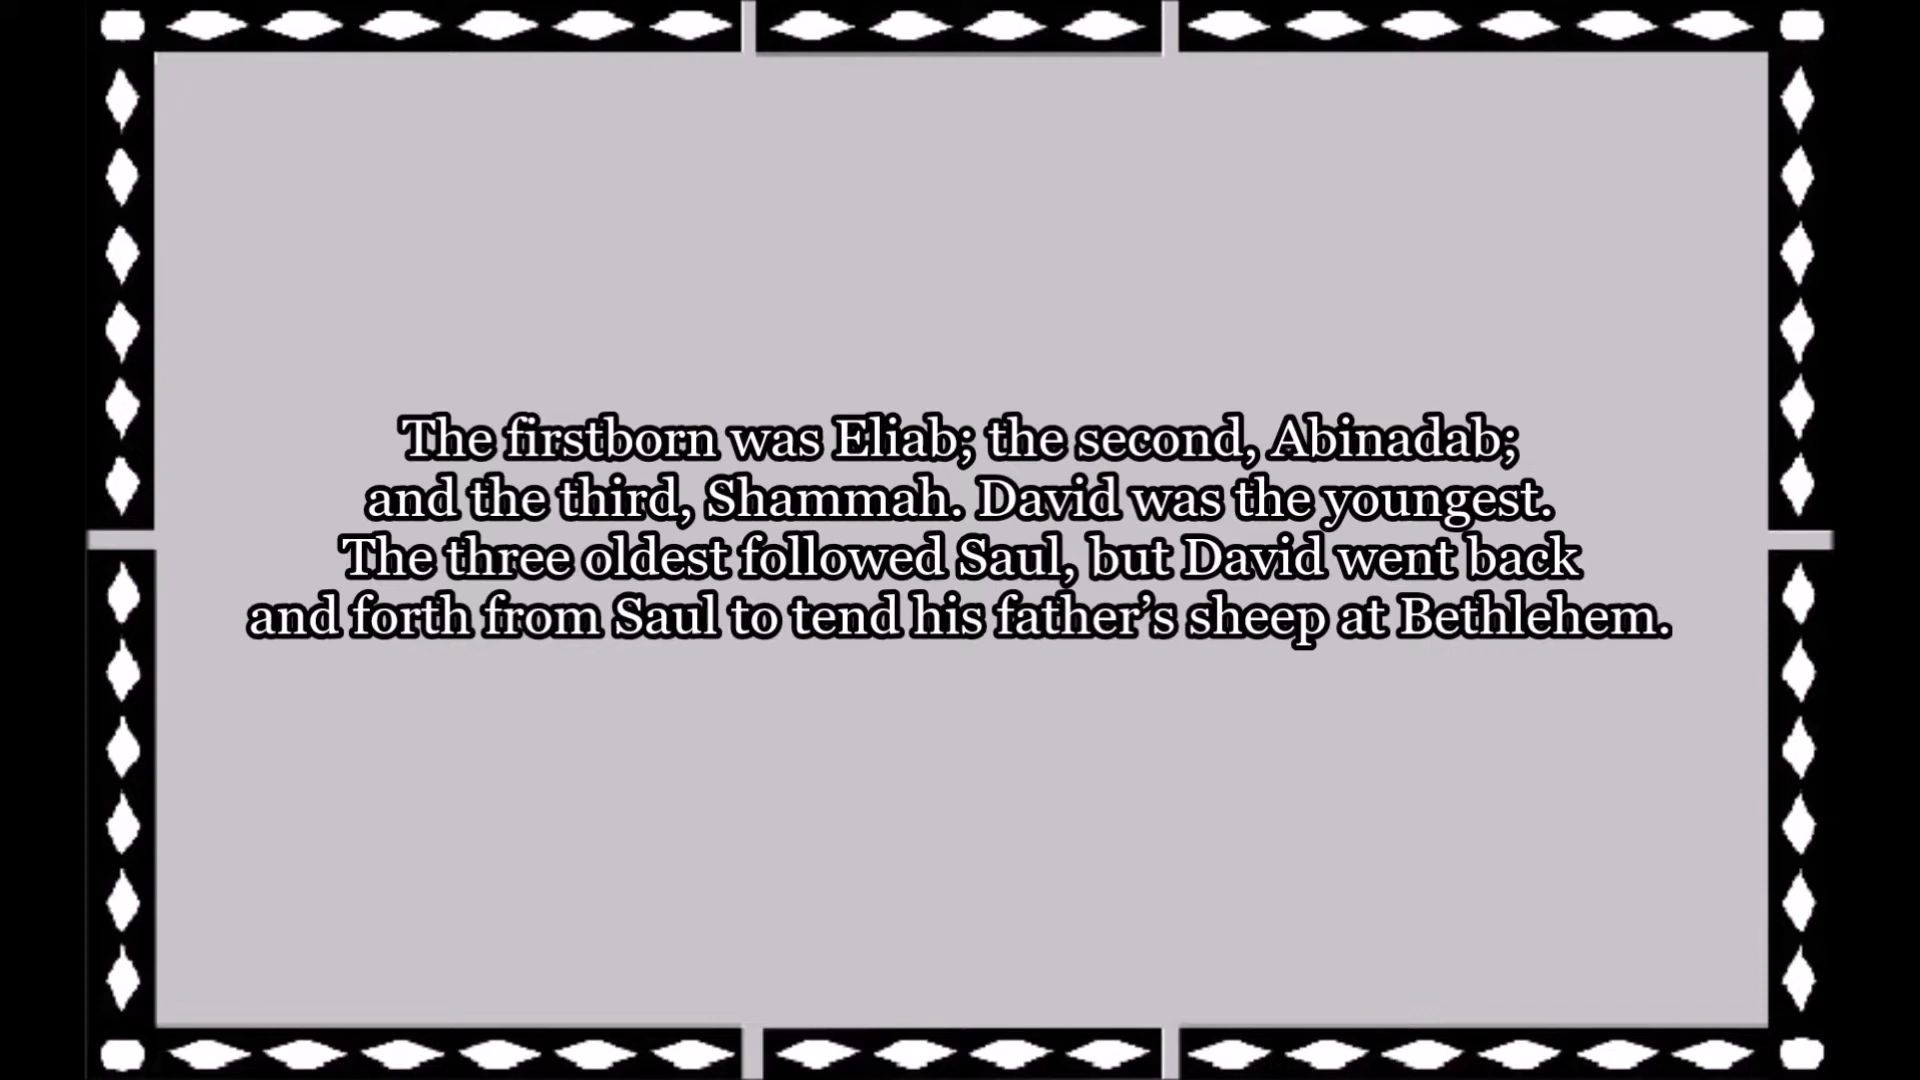 The firstborn was Eliab; the second, Abinadab;
and the third, Shammah. David was the youngest.
The three oldest followed Saul, but David went back
and forth from Saul to tend his father’s sheep at Bethlehem.